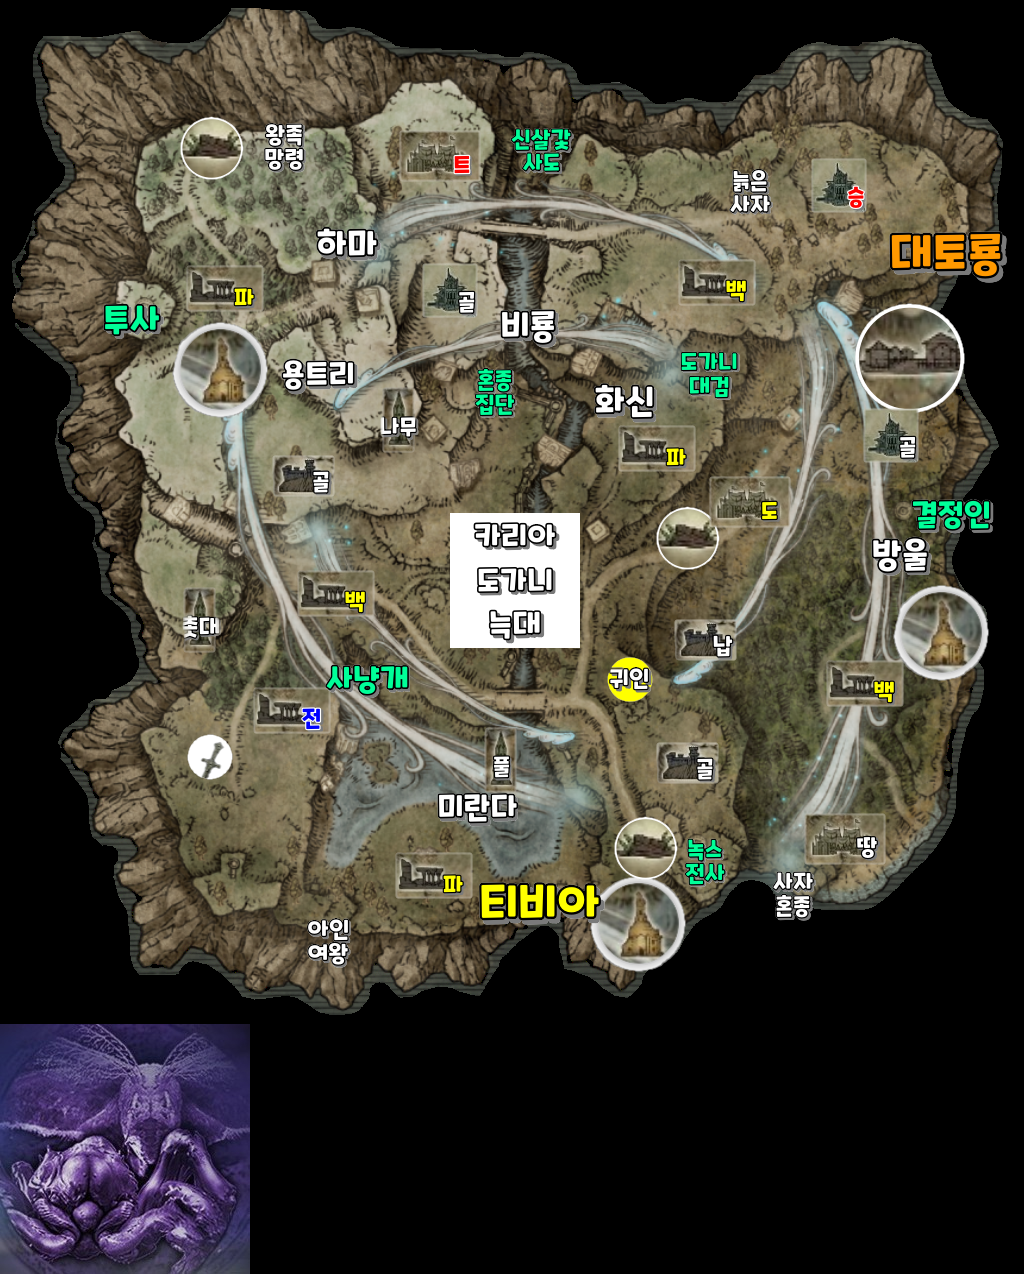 왕족
망령
트
신살갗
사도
늙은
사자
승
하마
대토룡
파
골
백
투사
비룡
용트리
혼종
집단
도가니
대검
화신
나무
파
골
골
도
결정인
방울
카리아
도가니
늑대
백
촛대
납
사냥개
귀인
백
전
풀
골
미란다
땅
녹스
전사
파
티비아
사자
혼종
아인
여왕